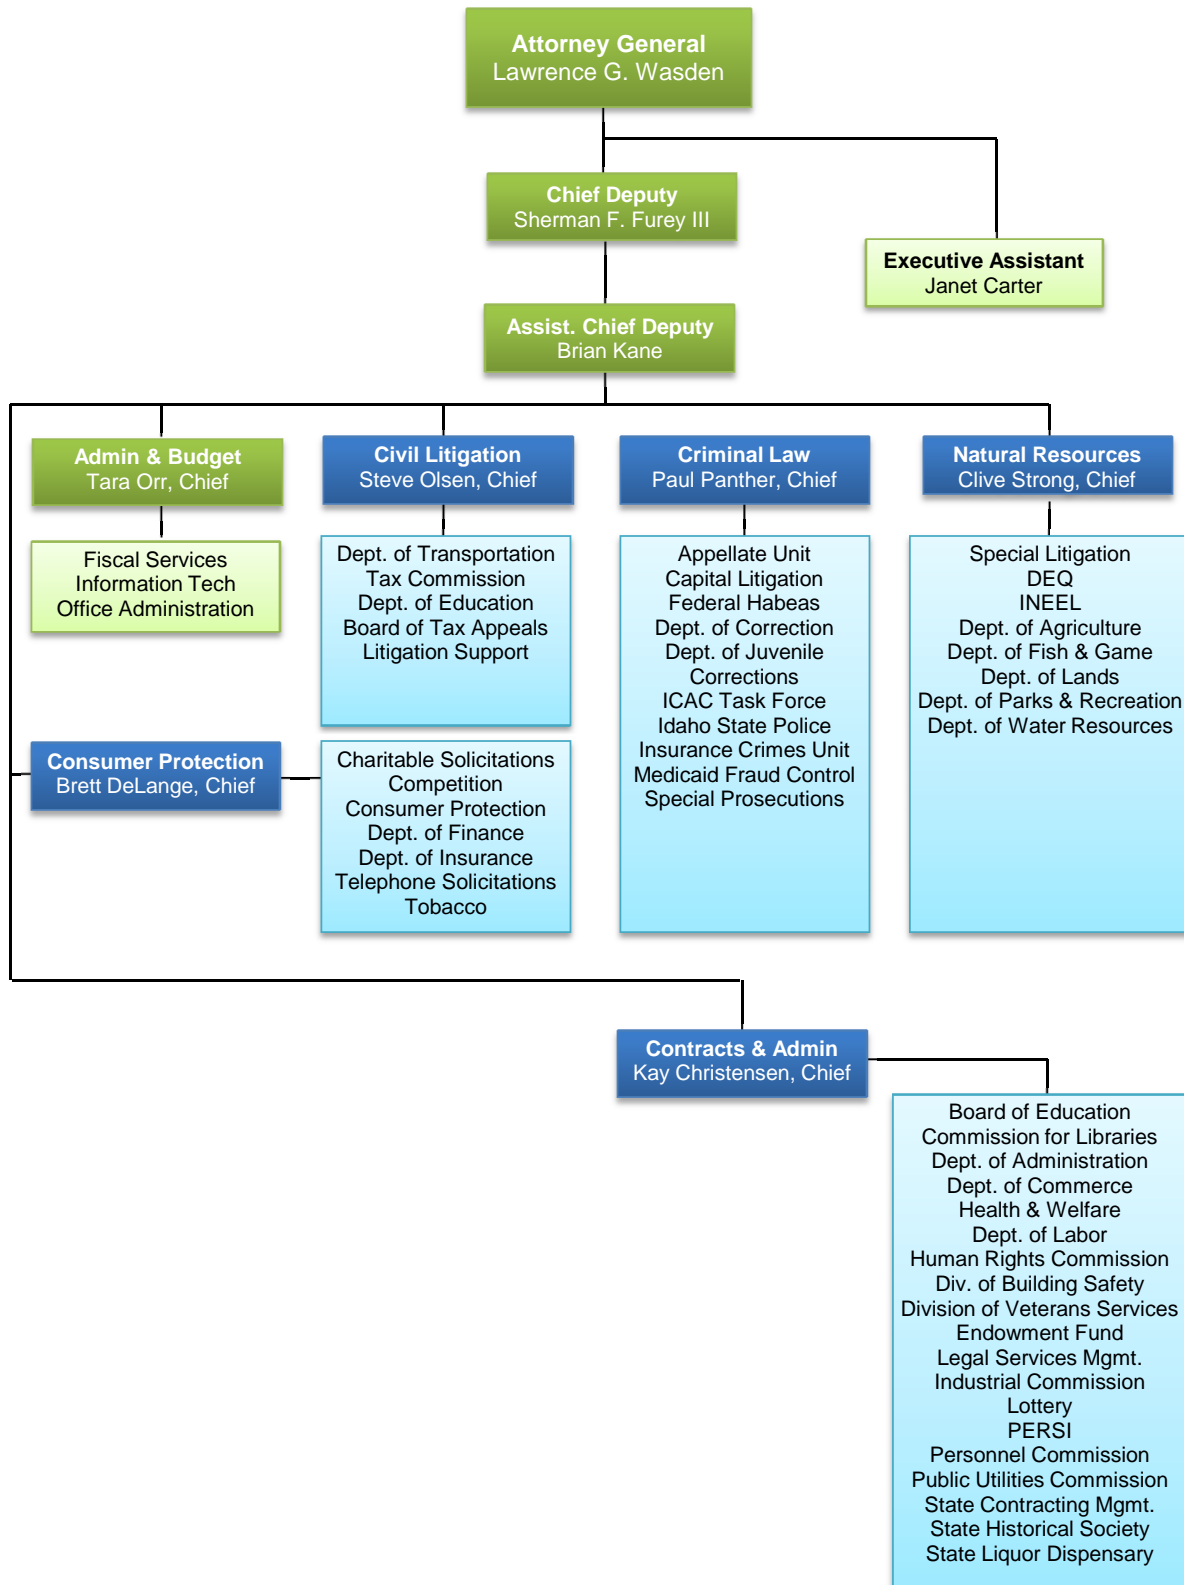 Attorney General
Lawrence G. Wasden
Chief Deputy
Sherman F. Furey III
Executive Assistant
Janet Carter
Assist. Chief Deputy
Brian Kane
Admin & Budget
Tara Orr, Chief
Civil Litigation
Steve Olsen, Chief
Criminal Law
Paul Panther, Chief
Natural Resources
Clive Strong, Chief
Fiscal Services
Information Tech
Office Administration
Dept. of Transportation
Tax Commission
Dept. of Education
Board of Tax Appeals
Litigation Support
Appellate Unit
Capital Litigation
Federal Habeas
Dept. of Correction
Dept. of Juvenile
Corrections
ICAC Task Force
Idaho State Police
Insurance Crimes Unit
Medicaid Fraud Control
Special Prosecutions
Special Litigation
DEQ
INEEL
Dept. of Agriculture
Dept. of Fish & Game
Dept. of Lands
Dept. of Parks & Recreation
Dept. of Water Resources
Consumer Protection
Brett DeLange, Chief
Charitable Solicitations
Competition
Consumer Protection
Dept. of Finance
Dept. of Insurance
Telephone Solicitations
Tobacco
Contracts & Admin
Kay Christensen, Chief
Board of Education
Commission for Libraries
Dept. of Administration
Dept. of Commerce
Health & Welfare
Dept. of Labor
Human Rights Commission
Div. of Building Safety
Division of Veterans Services
Endowment Fund
Legal Services Mgmt.
Industrial Commission
Lottery
PERSI
Personnel Commission
Public Utilities Commission
State Contracting Mgmt.
State Historical Society
State Liquor Dispensary